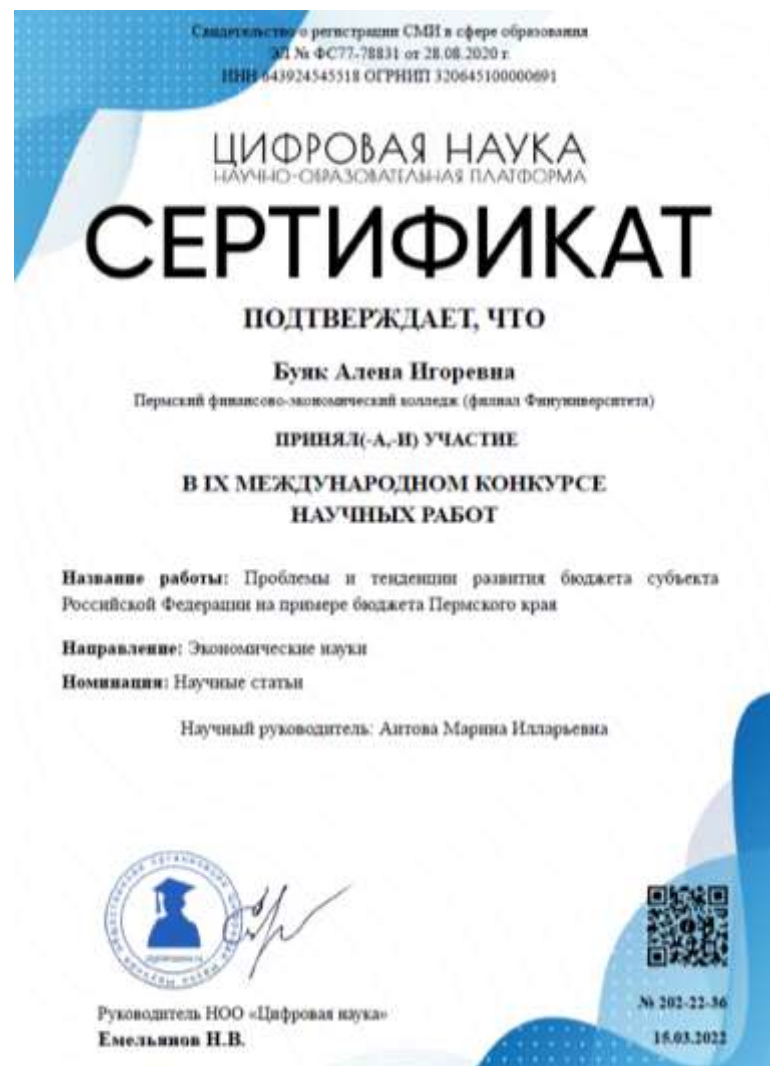 Свидетельство о регистрации СМИ в сфере образования
ЭЛ № ФС77-78831 от 28.08.2020 г.
ИНН 643924545518 ОГРНИП 320645100000691
ЦИФРОВАЯ НАУКА
НАУЧНО-ОБРАЗОВАТЕЛЬНАЯ ПЛАТФОРМА
СЕРТИФИКАТ
ПОДТВЕРЖДАЕТ, ЧТО
Буяк Алена Игоревна
Пермский финансово-экономический колледж (филиал Финуниверситета)
ПРИНЯЛ(-А,-И) УЧАСТИЕ
В IX МЕЖДУНАРОДНОМ КОНКУРСЕ
НАУЧНЫХ РАБОТ
Название работы: Проблемы и тенденции развития бюджета субъекта
Российской Федерации на примере бюджета Пермского края
Направление: Экономические науки
Номинация: Научные статьи
Научный руководитель: Аитова Марина Илларьевна
Руководитель НОО «Цифровая наука»
Емельянов Н.В.
№ 202-22-36
15.03.2022